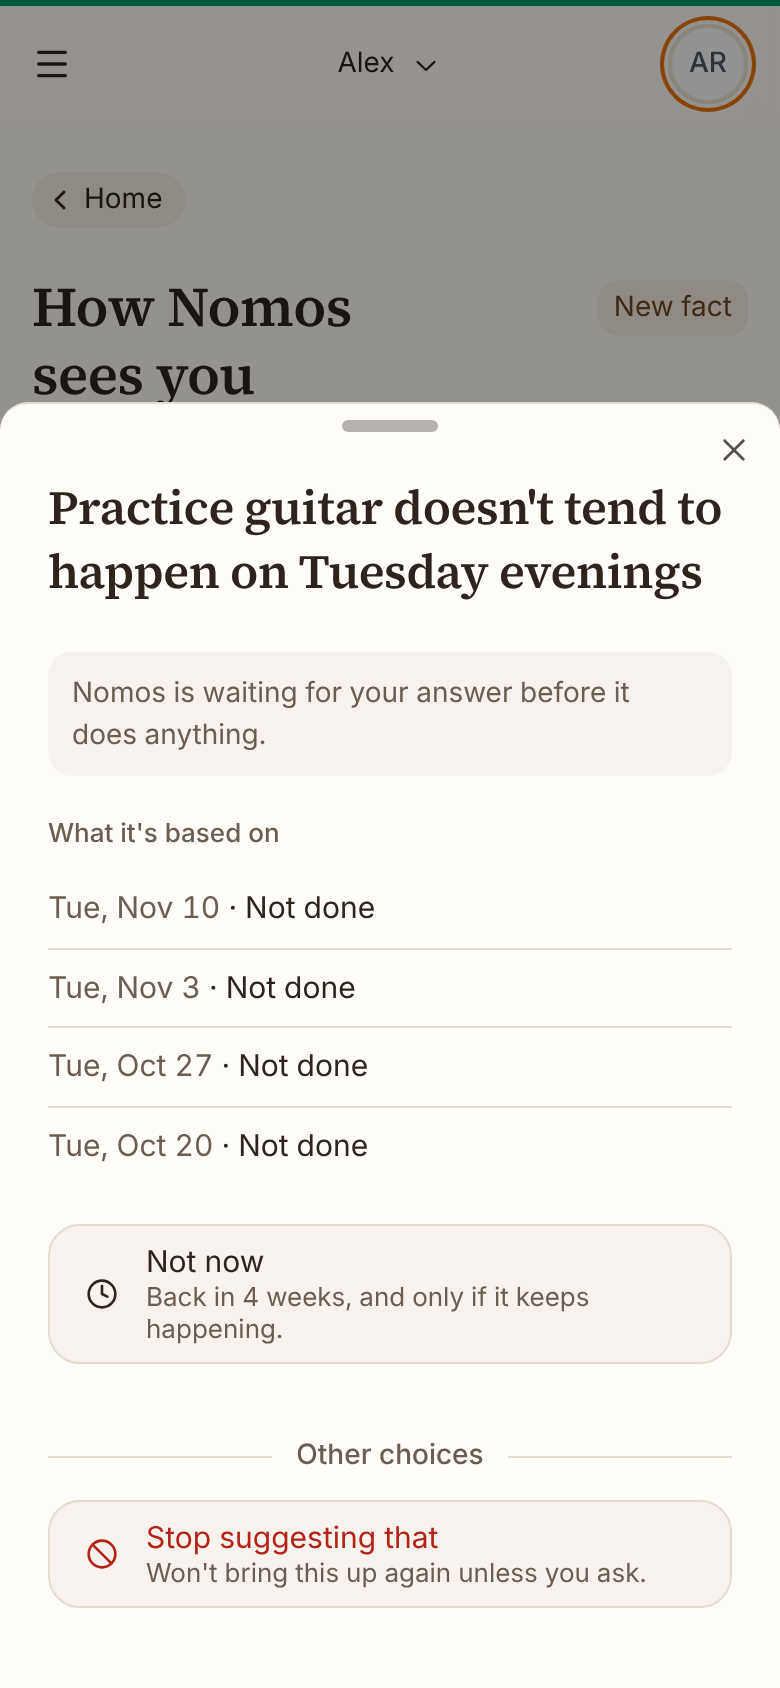 Alex
AR
Home
How Nomos
sees you
New fact
Practice guitar doesn't tend to
happen on Tuesday evenings
Nomos is waiting for your answer before it
does anything.
What it's based on
Tue, Nov 10 · Not done
Tue, Nov 3 · Not done
Tue, Oct 27 · Not done
Tue, Oct 20 · Not done
Not now
Back in 4 weeks, and only if it keeps
happening.
Other choices
Stop suggesting that
Won't bring this up again unless you ask.